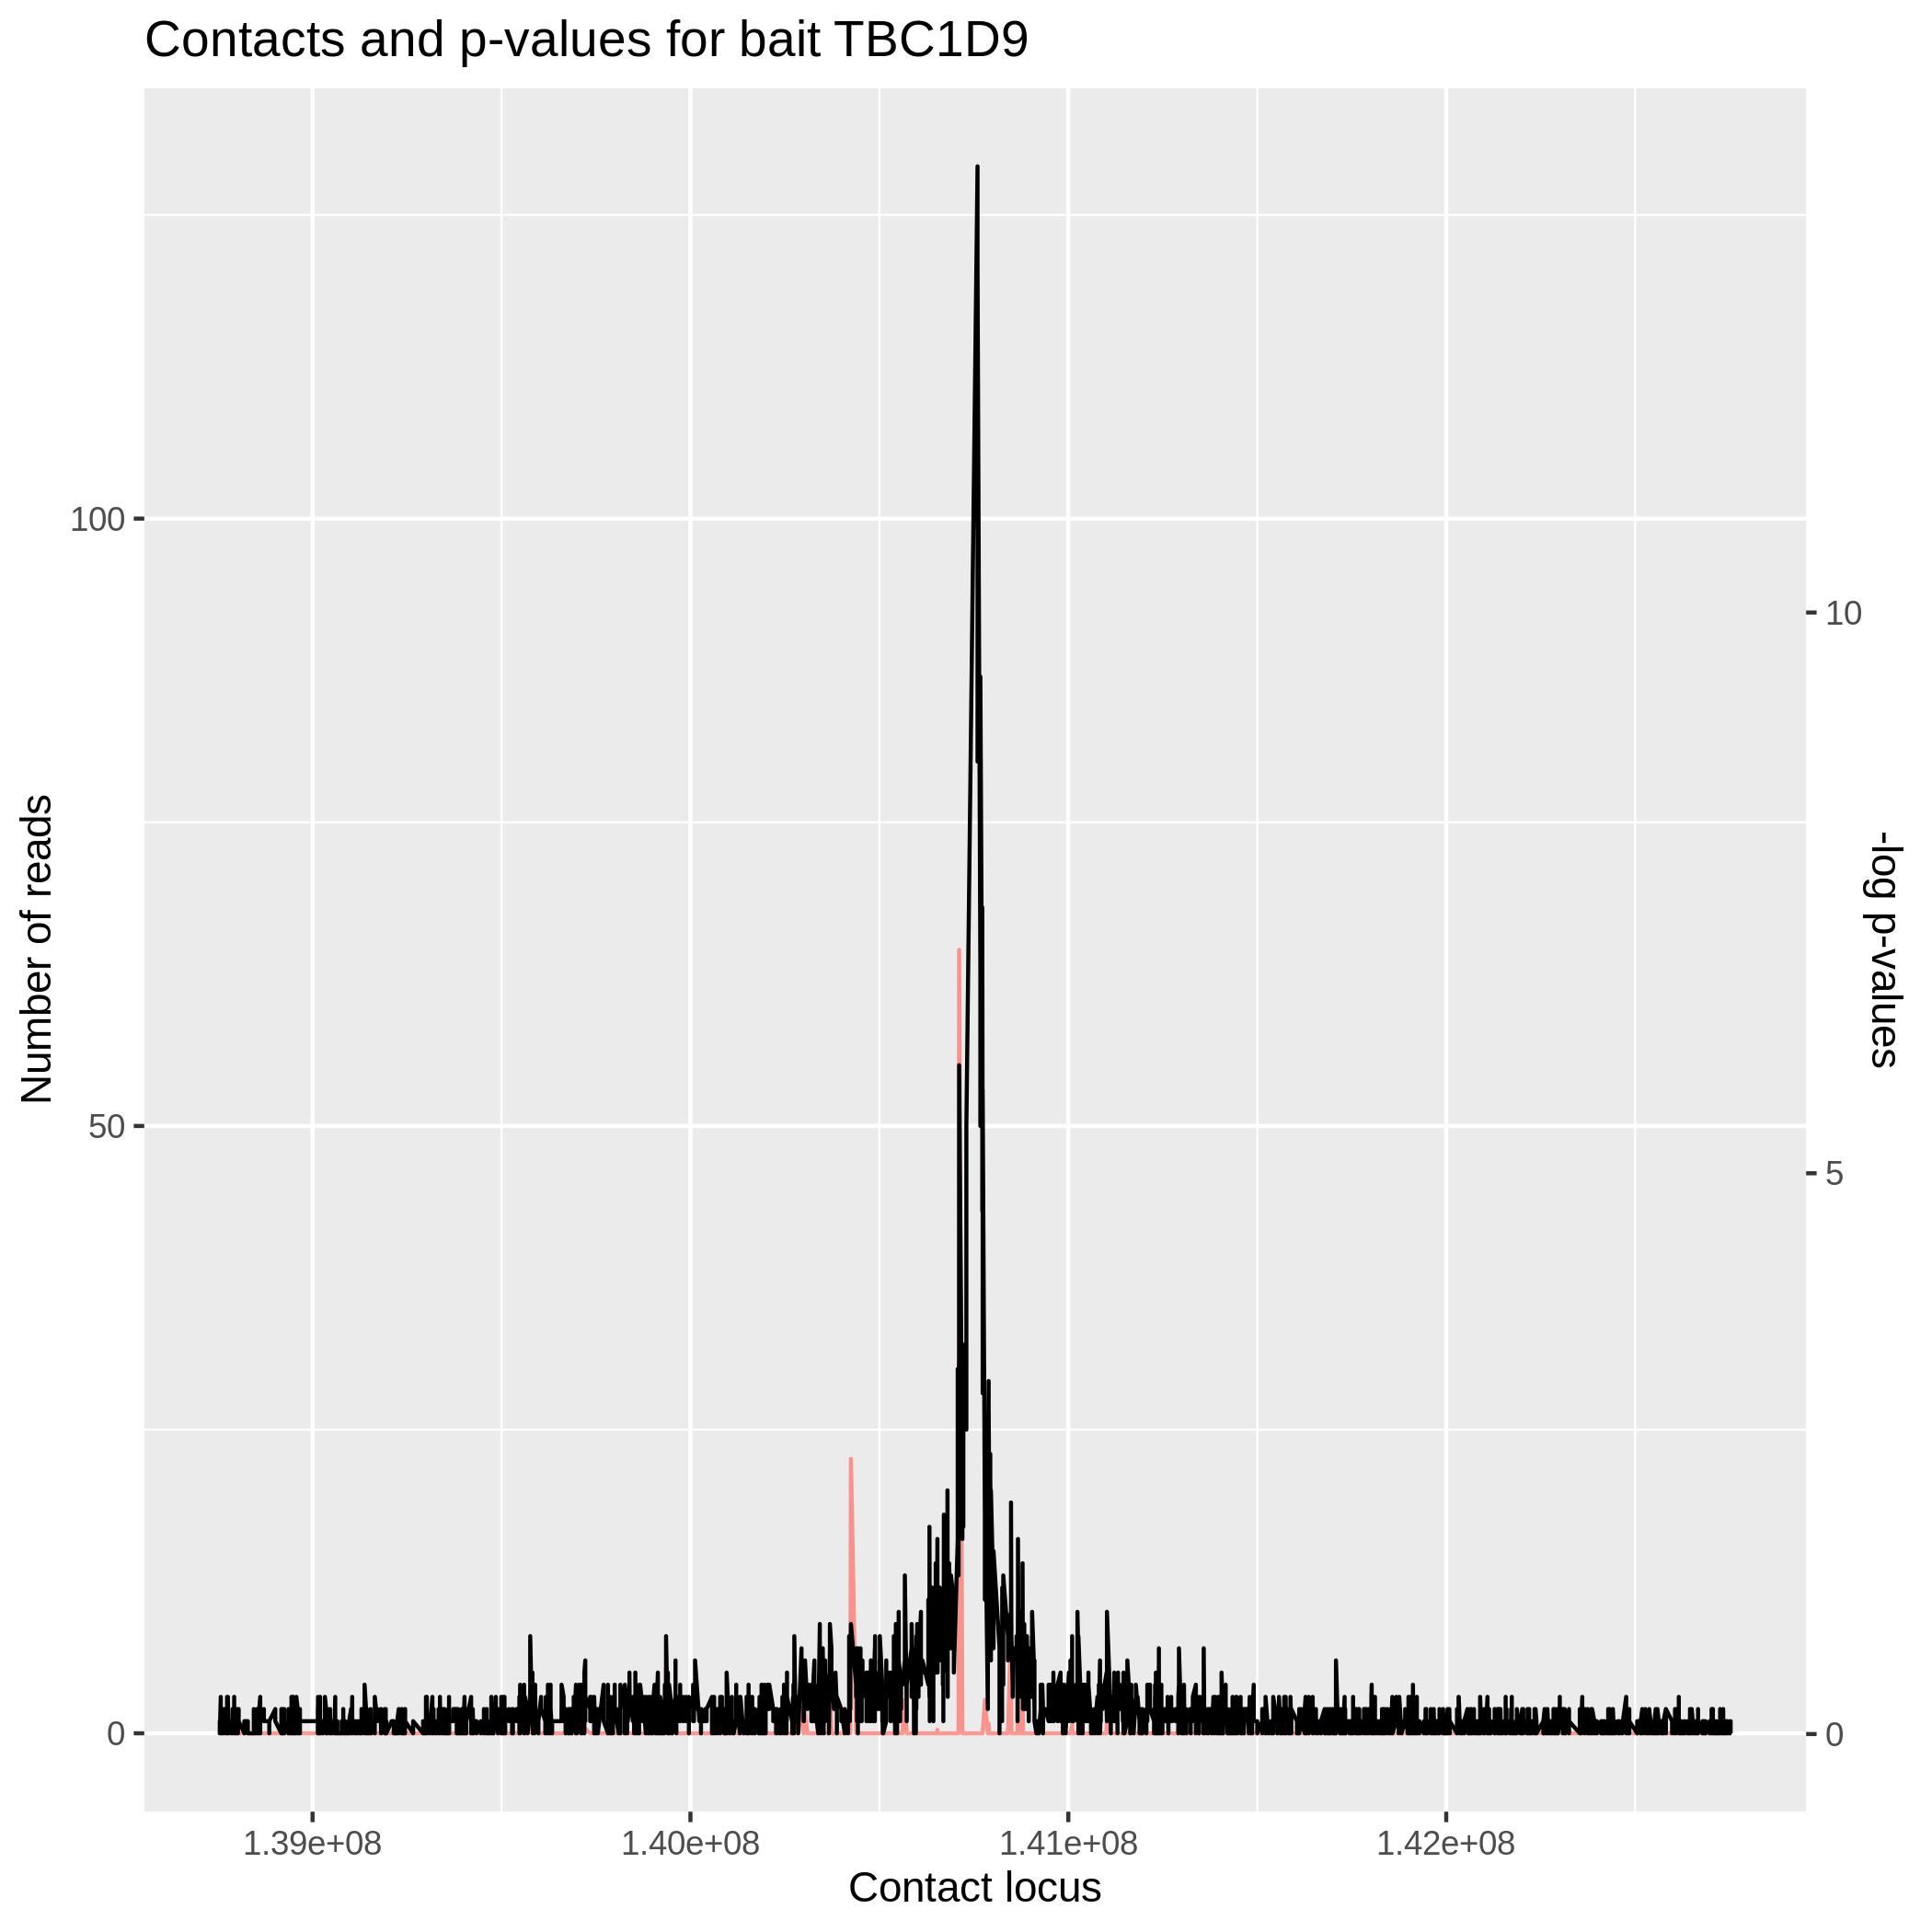 Contacts and p-values for bait TBC1D9
Number of reads
100
50
0
10
5
0
-log p-values
1.39e+08
1.40e+08
1.41e+08
1.42e+08
Contact locus